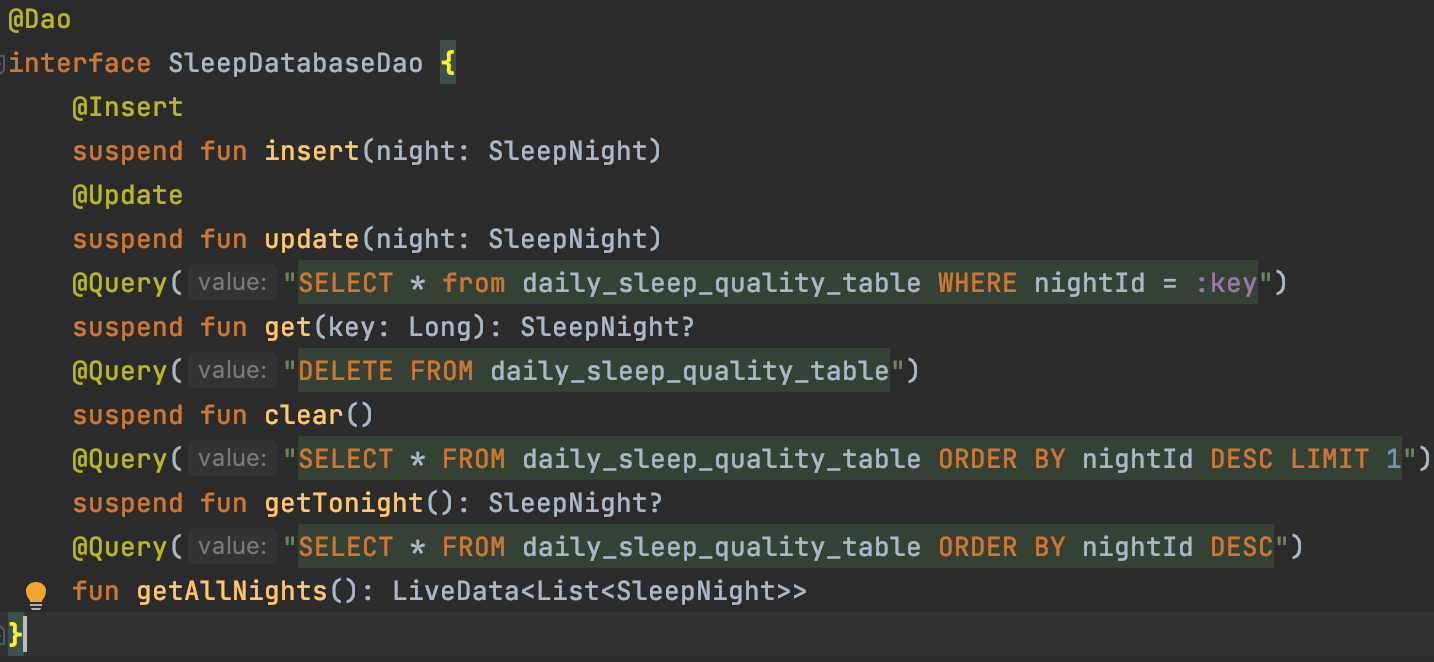 @Dao
interface SleepDatabaseDao {
@Insert
suspend fun insert(night: SleepNight)
@Update
suspend fun update(night: SleepNight)
@Query( value: "SELECT * from daily_sleep_quality_table WHERE nightId = :key")
suspend fun get(key: Long): SleepNight?
@Query( value: "DELETE FROM daily_sleep_quality_table")
suspend fun clear()
@Query( value: "SELECT * FROM daily_sleep_quality_table ORDER BY nightId DESC LIMIT 1")
suspend fun getTonight(): SleepNight?
@Query( value: "SELECT * FROM daily_sleep_quality_table ORDER BY nightId DESC")
fun getAllNights(): LiveData<List<SleepNight>>
}